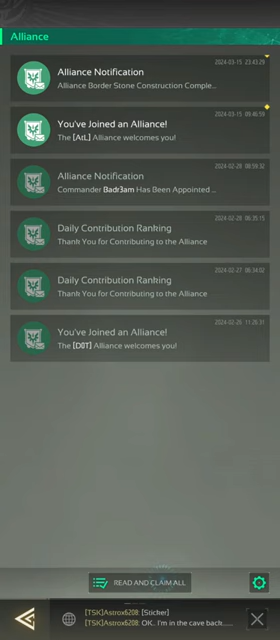 Alliance
2024-03-15 23:43:29
Alliance Notification
Alliance Border Stone Construction Comple...
2024-03-15 09:46:59
You've Joined an Alliance!
The [AtL] Alliance welcomes you!
2024-02-28 09:59:32
Alliance Notification
Commander Badr3am Has Been Appointed ...
2024-02-28 06:35:15
Daily Contribution Ranking
Thank You for Contributing to the Alliance
2024-02-27 06:34:02
Daily Contribution Ranking
Thank You for Contributing to the Alliance
2024-02-26 11:26:31
You've Joined an Alliance!
The [D0T] Alliance welcomes you!
READ AND CLAIM ALL
[TSK]Astrox6208: [Sticker]
[TSK]Astrox6208: OK.. I'm in the cave back......